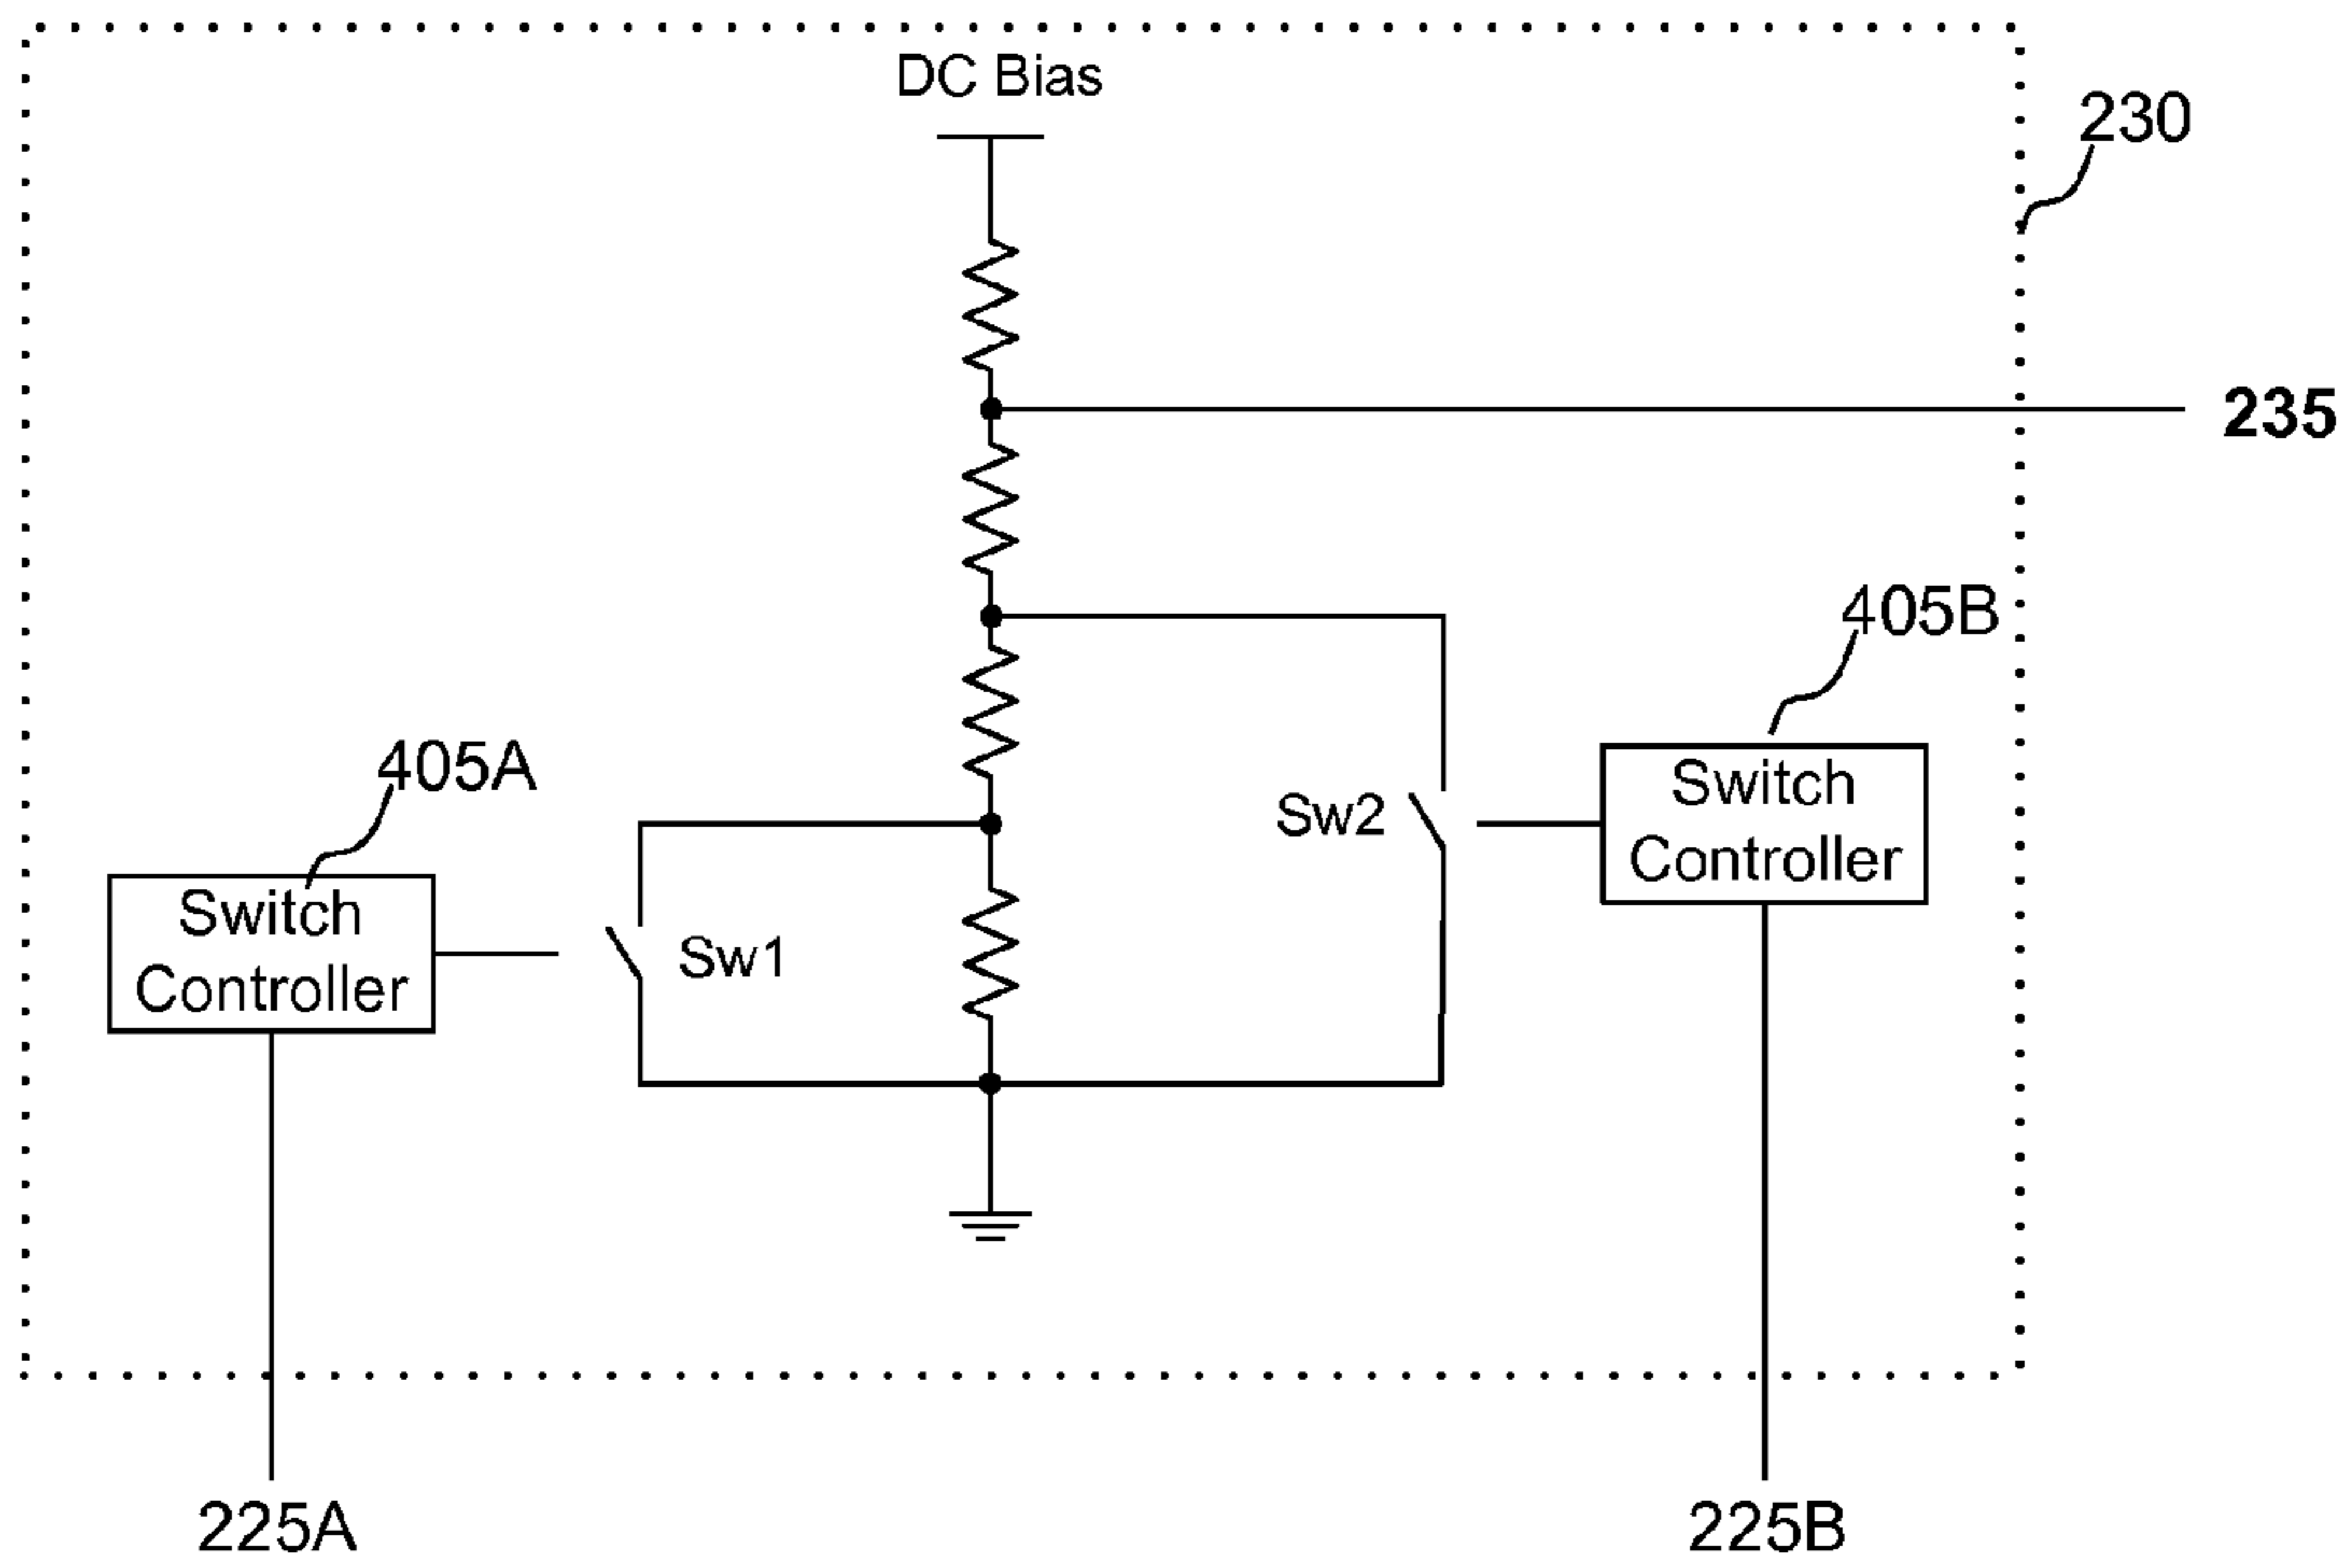 DC Bias
230
235
405B
405A
Switch
Controller
Sw2
Switch
Controller
Sw1
225A
225B